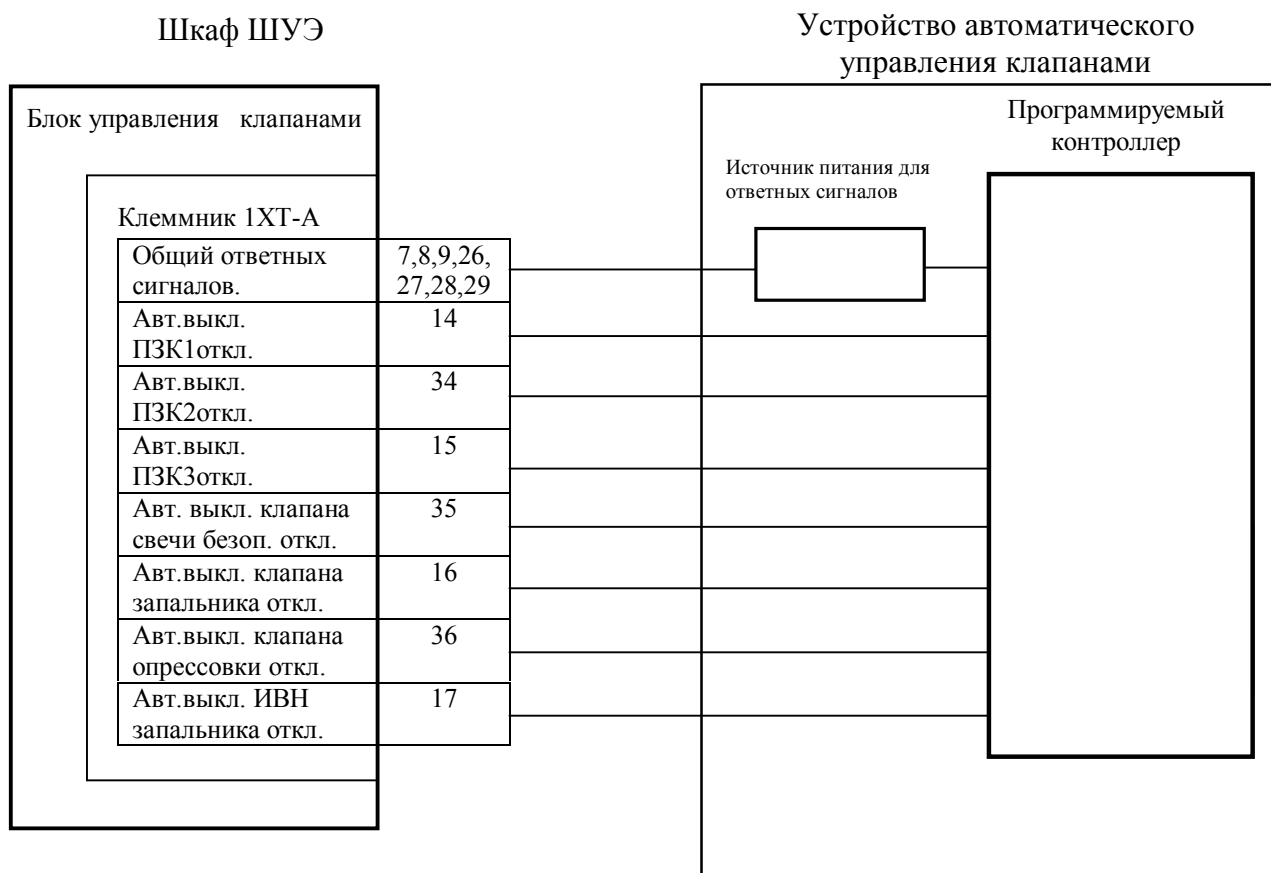 Шкаф ШУЭ
Устройство автоматического
управления клапанами
Блок управления клапанами
Программируемый
контроллер
Источник питания для
ответных сигналов
Клеммник 1ХТ-А
Общий ответных
сигналов.
7,8,9,26,
27,28,29
Авт.выкл.
ПЗК1откл.
14
Авт.выкл.
ПЗК2откл.
34
Авт.выкл.
ПЗК3откл.
15
Авт. выкл. клапана
свечи безоп. откл.
35
Авт.выкл. клапана
запальника откл.
16
Авт.выкл. клапана
опрессовки откл.
36
Авт.выкл. ИВН
запальника откл.
17